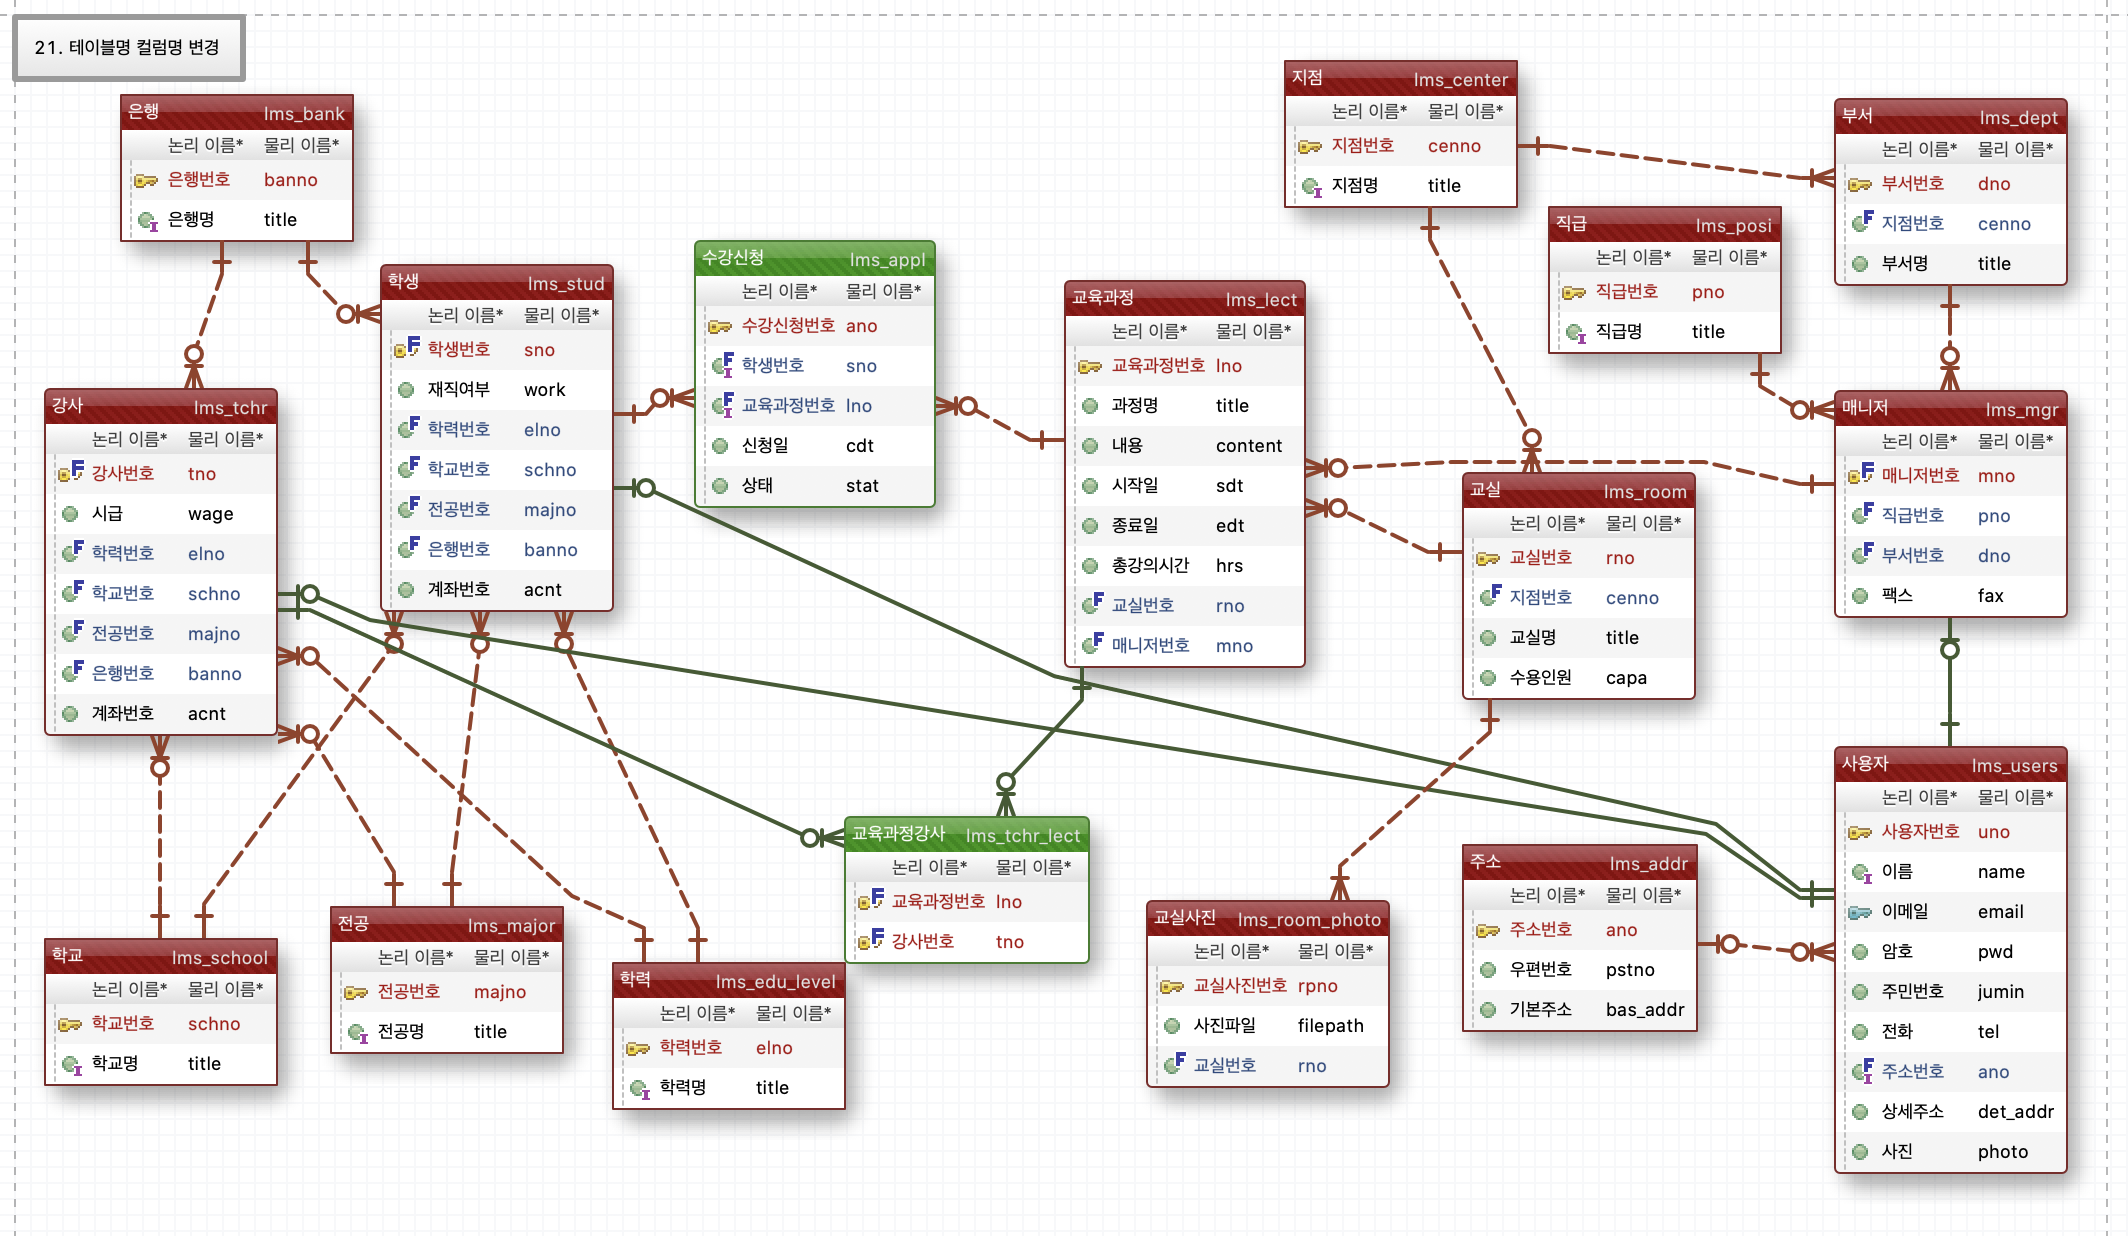 21. 테이블명 컬럼명 변경
은행 lms_bank
논리 이름* 물리 이름*
은행번호 banno
은행명 title
학생 lms_stud
논리 이름* 물리 이름*
학생번호 sno
재직여부 work
학력번호 elno
학교번호 schno
전공번호 majno
은행번호 banno
계좌번호 acnt
수강신청 lms_appl
논리 이름* 물리 이름*
수강신청번호 ano
학생번호 sno
교육과정번호 lno
신청일 cdt
상태 stat
교육과정 lms_lect
논리 이름* 물리 이름*
교육과정번호 lno
과정명 title
내용 content
시작일 sdt
종료일 edt
총강의시간 hrs
교실번호 rno
매니저번호 mno
지점 lms_center
논리 이름* 물리 이름*
지점번호 cenno
지점명 title
직급 lms_posi
논리 이름* 물리 이름*
직급번호 pno
직급명 title
부서 lms_dept
논리 이름* 물리 이름*
부서번호 dno
지점번호 cenno
부서명 title
강사 lms_tchr
논리 이름* 물리 이름*
강사번호 tno
시급 wage
학력번호 elno
학교번호 schno
전공번호 majno
은행번호 banno
계좌번호 acnt
교실 lms_room
논리 이름* 물리 이름*
교실번호 rno
지점번호 cenno
교실명 title
수용인원 capa
매니저 lms_mgr
논리 이름* 물리 이름*
매니저번호 mno
직급번호 pno
부서번호 dno
팩스 fax
학교 lms_school
논리 이름* 물리 이름*
학교번호 schno
학교명 title
전공 lms_major
논리 이름* 물리 이름*
전공번호 majno
전공명 title
학력 lms_edu_level
논리 이름* 물리 이름*
학력번호 elno
학력명 title
교육과정강사 lms_tchr_lect
논리 이름* 물리 이름*
교육과정번호 lno
강사번호 tno
교실사진 lms_room_photo
논리 이름* 물리 이름*
교실사진번호 rpno
사진파일 filepath
교실번호 rno
주소 lms_addr
논리 이름* 물리 이름*
주소번호 ano
우편번호 pstno
기본주소 bas_addr
사용자 lms_users
논리 이름* 물리 이름*
사용자번호 uno
이름 name
이메일 email
암호 pwd
주민번호 jumin
전화 tel
주소번호 ano
상세주소 det_addr
사진 photo